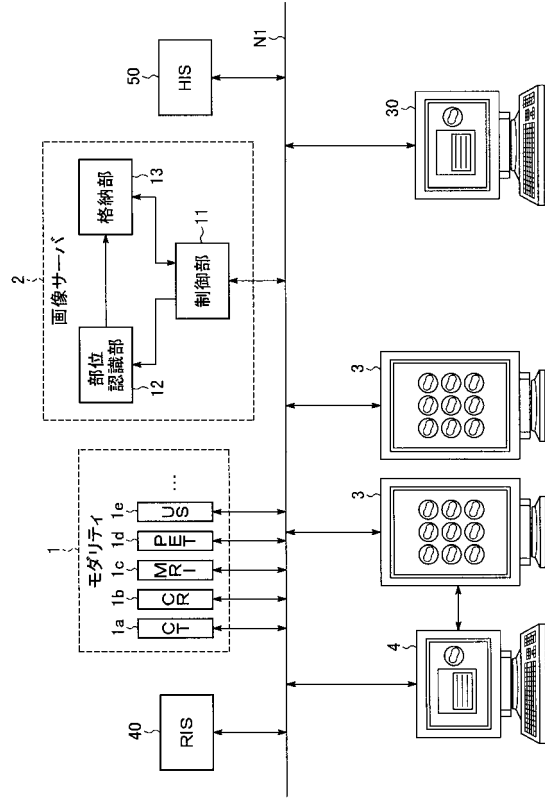 40
RIS
1
モダリティ
1a
CT
1b
CR
1c
MRI
1d
PET
1e
US
…
2
画像サーバ
部位
認識部
12
格納部
13
制御部
11
50
HIS
N1
4
3
3
30